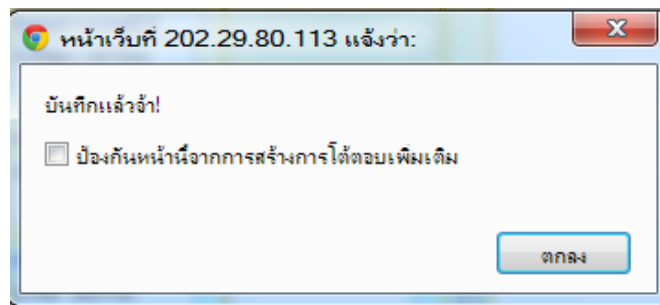 หน้าเว็บที่ 202.29.80.113 แจ้งว่า:
บันทึกแล้วจ้า!
ป้องกันหน้านี้จากการสร้างการโต้ตอบเพิ่มเติม
ตกลง